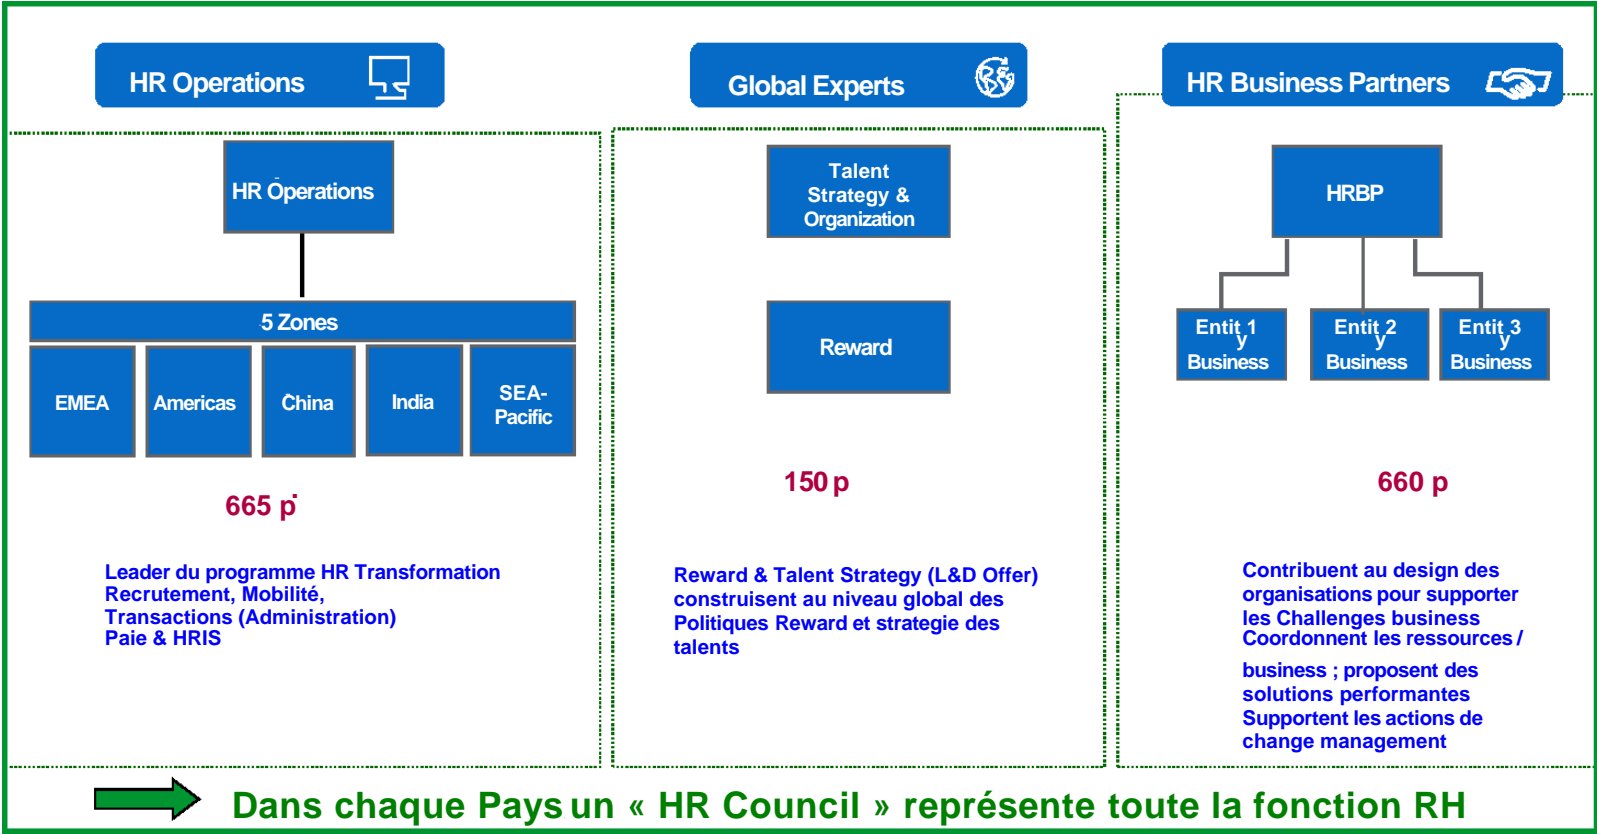 HR Operations
HR Operations
5 Zones
EMEA
Americas
China
India
SEA-
Pacific
665 p
Leader du programme HR Transformation
Recrutement, Mobilité,
Transactions (Administration)
Paie & HRIS
Global Experts
Talent
Strategy &
Organization
Reward
150 p
Reward & Talent Strategy (L&D Offer)
construisent au niveau global des
Politiques Reward et strategie des
talents
HR Business Partners
HRBP
Entity 1
Business
Entity 2
Business
Entity 3
Business
660 p
Contribuent au design des
organisations pour supporter
les Challenges business
Coordonnent les ressources /
business ; proposent des
solutions performantes
Supportent les actions de
change management
Dans chaque Pays un « HR Council » représente toute la fonction RH